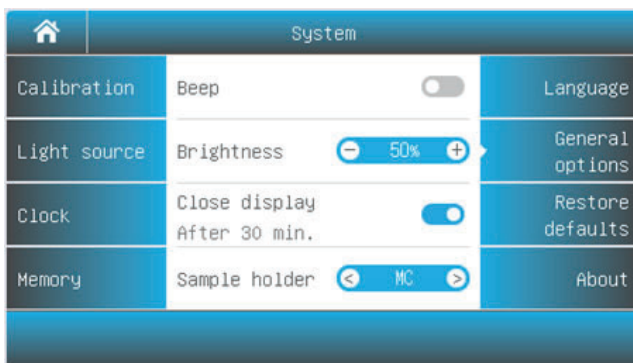 System
Calibration
Light source
Clock
Memory
Beep
Brightness
50%
Close display
After 30 min.
Sample holder
MC
Language
General
options
Restore
defaults
About